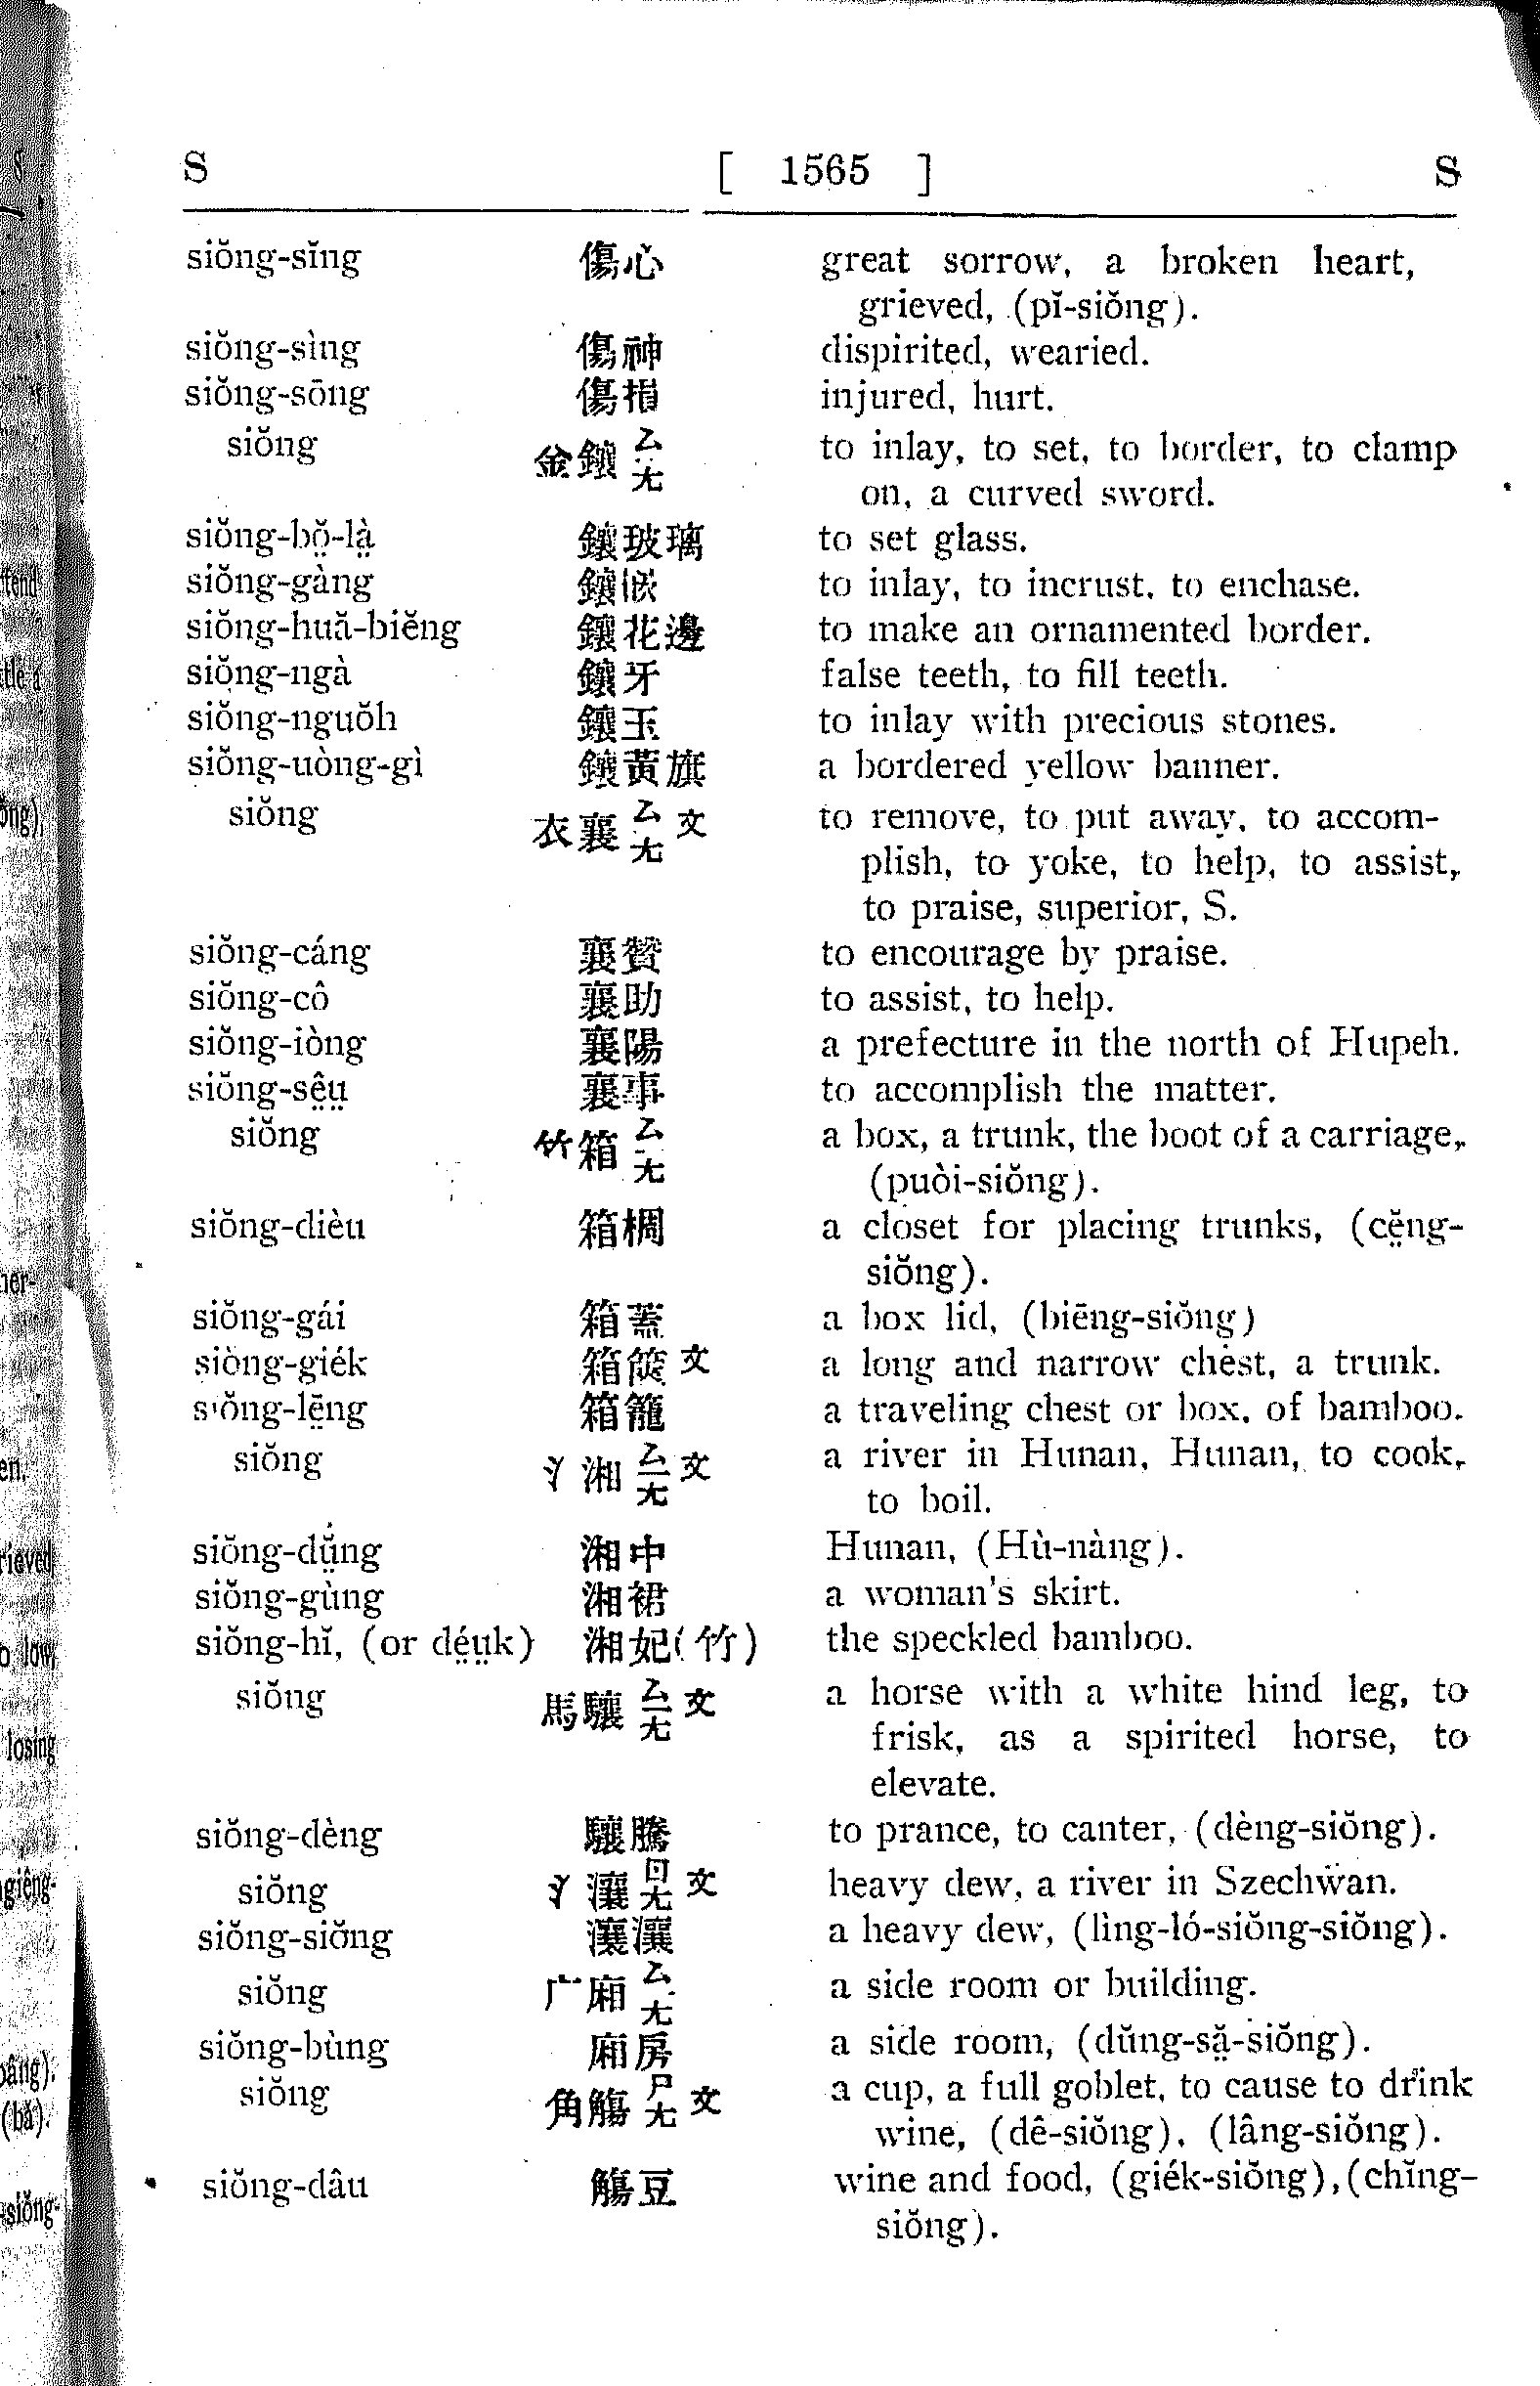 S [ 1565 ] S
siŏng-sĭng 傷心 great sorrow, a broken heart,
grieved, (pĭ-siŏng).
siŏng-sìng 傷神 dispirited, wearied.
siŏng-sōng 傷損 injured, hurt.
siŏng 金 鑲 ㄙㄧㄤ to inlay, to set, to border, to clamp
on, a curved sword.
siŏng-bŏ̤-là̤ 鑲玻璃 to set glass.
siŏng-gàng 鑲嵌 to inlay, to incrust, to enchase.
siŏng-huă-biĕng 鑲花邊 to make an ornamented border.
siŏng-ngà 鑲牙 false teeth, to fill teeth.
siŏng-nguŏh 鑲玉 to inlay with precious stones.
siŏng-uòng-gì 鑲黃旗 a bordered yellow banner.
siŏng 衣 襄 ㄙㄧㄤ 文 to remove, to put away, to accom-
plish, to yoke, to help, to assist,
to praise, superior, S.
siŏng-cáng 襄贊 to encourage by praise.
siŏng-cô 襄助 to assist, to help.
siŏng-iòng 襄陽 a prefecture in the north of Hupeh.
siŏng-sê̤ṳ 襄事 to accomplish the matter.
siŏng 竹 箱 ㄙㄧㄤ a box, a trunk, the boot of a carriage,
(puòi-siŏng).
siŏng-dièu 箱椆 a closet for placing trunks, (cĕ̤ng-
siŏng).
siŏng-gái 箱蓋 a box lid, (biēng-siŏng)
siŏng-giék 箱篋 文 a long and narrow chest, a trunk.
siŏng-lē̤ng 箱籠 a traveling chest or box, of bamboo.
siŏng 氵 湘 ㄙㄧㄤ 文 a river in Hunan, Hunan, to cook,
to boil.
siŏng-dṳ̆ng 湘中 Hunan, (Hù-nàng).
siŏng-gùng 湘裙 a woman's skirt.
siŏng-hĭ, (or dé̤ṳk) 湘妃(竹) the speckled bamboo.
siŏng 馬 驤 ㄙㄧㄤ 文 a horse with a white hind leg, to
frisk, as a spirited horse, to
elevate.
siŏng-dèng 驤騰 to prance, to canter, (dèng-siŏng).
siŏng 氵 瀼 ㄖㄤ 文 heavy dew, a river in Szechwan.
siŏng-siŏng 瀼瀼 a heavy dew, (lìng-ló-siŏng-siŏng).
siŏng 广 廂 ㄙㄧㄤ a side room or building.
siŏng-bùng 廂房 a side room, (dŭng-să̤-siŏng).
siŏng 角 觴 ㄕㄤ 文 a cup, a full goblet, to cause to drink
wine, (dê-siŏng), (lâng-siŏng).
siŏng-dâu 觴豆 wine and food, (giék-siŏng),(chĭng-
siŏng).